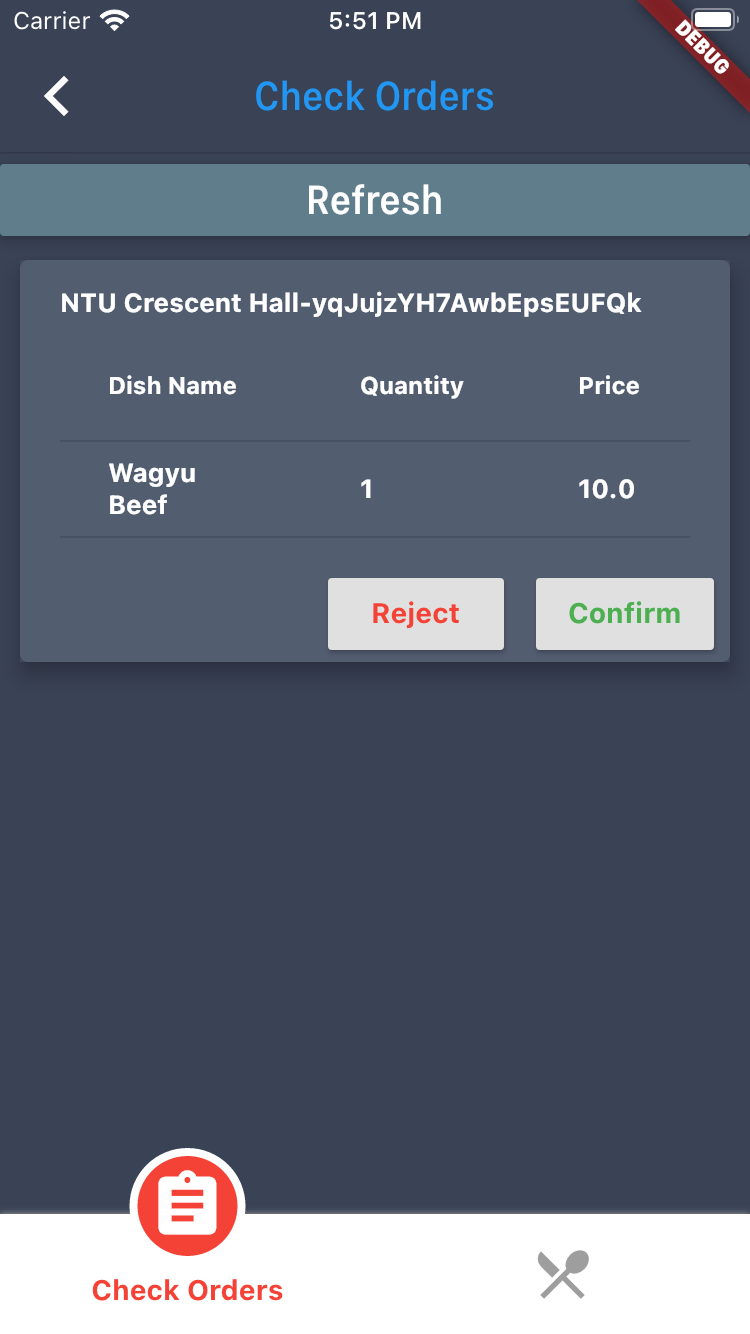 Carrier 5:51 PM
DEBUG
Check Orders
Refresh
NTU Crescent Hall-yqJujzYH7AwbEpsEUFQk
Dish Name Quantity Price
Wagyu
Beef 1 10.0
Reject Confirm
Check Orders